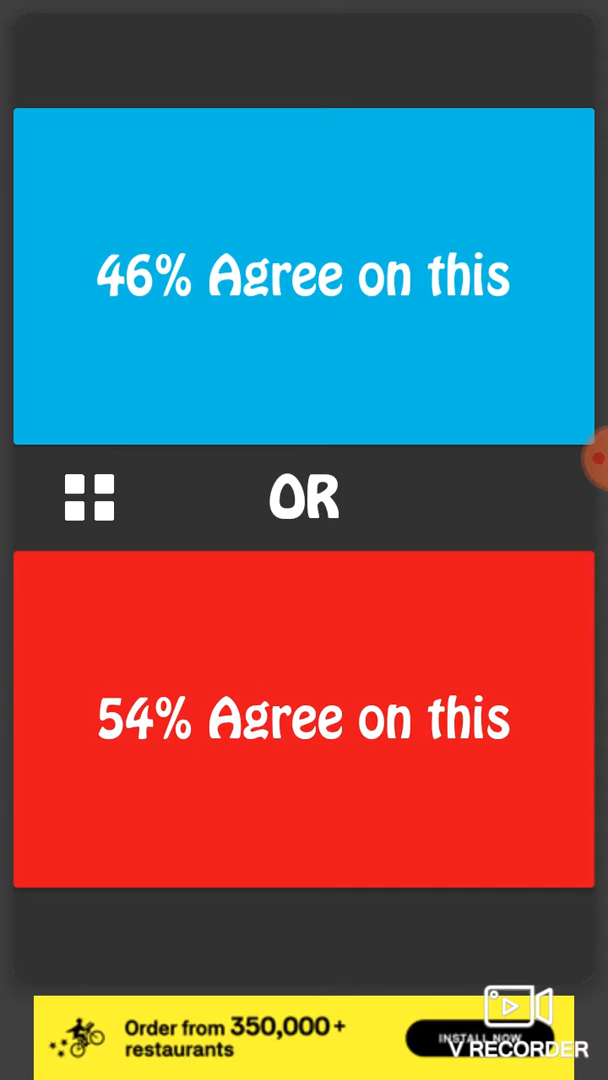 46% Agree on this
OR
54% Agree on this
Order from 350,000+
restaurants
INSTALL NOW
V RECORDER